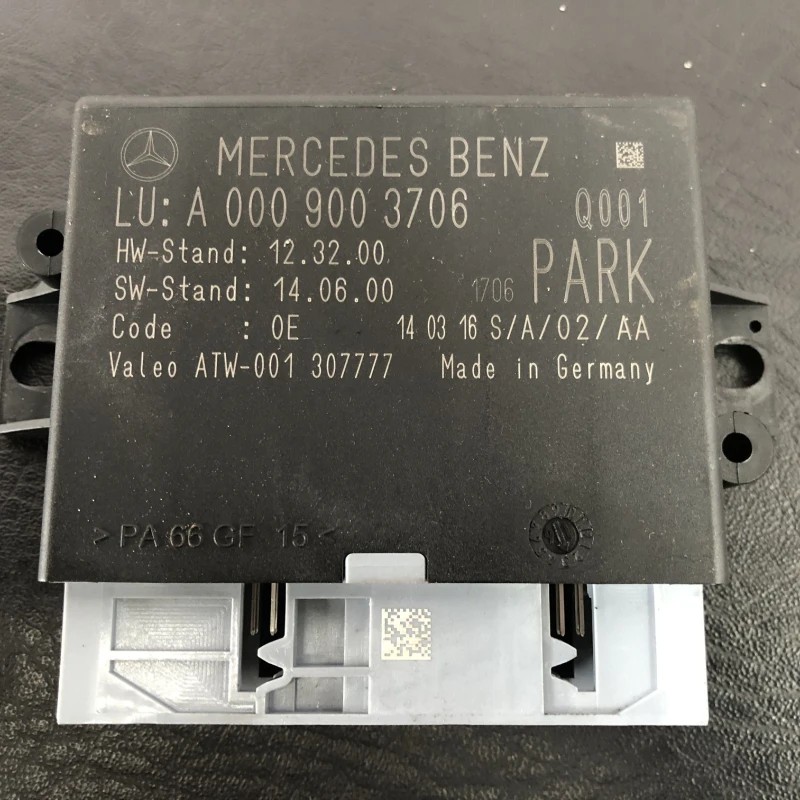 MERCEDES BENZ
LU: A 000 900 3706 Q001
HW-Stand: 12.32.00
SW-Stand: 14.06.00 1706 PARK
Code : 0E 14 03 16 S/A/02/AA
Valeo ATW-001 307777 Made in Germany
>PA 66 GF 15<